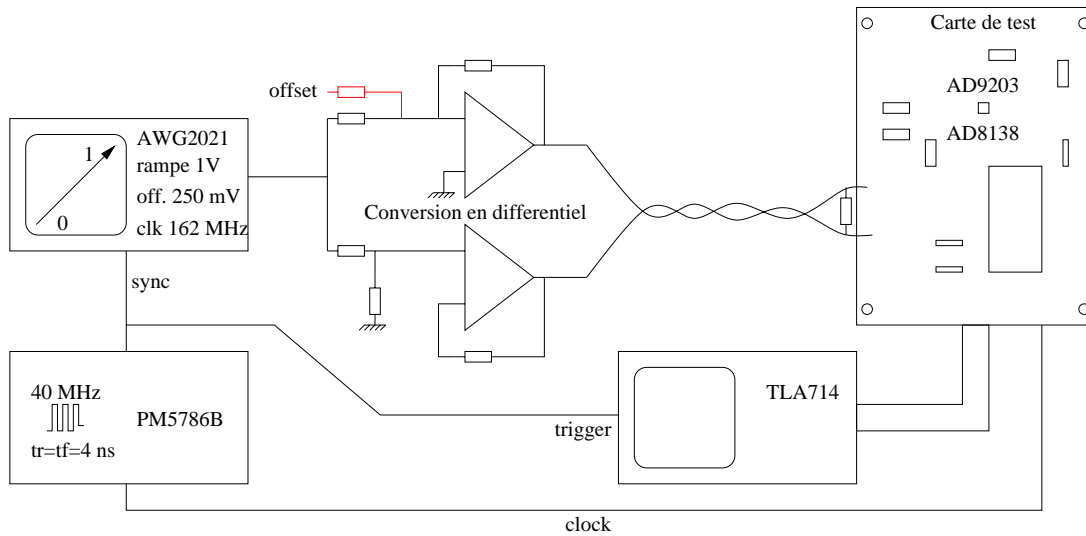 Carte de test
offset
AD9203
AD8138
1
0
AWG2021
rampe 1V
off. 250 mV
clk 162 MHz
Conversion en differentiel
sync
40 MHz
PM5786B
tr=tf=4 ns
TLA714
trigger
clock